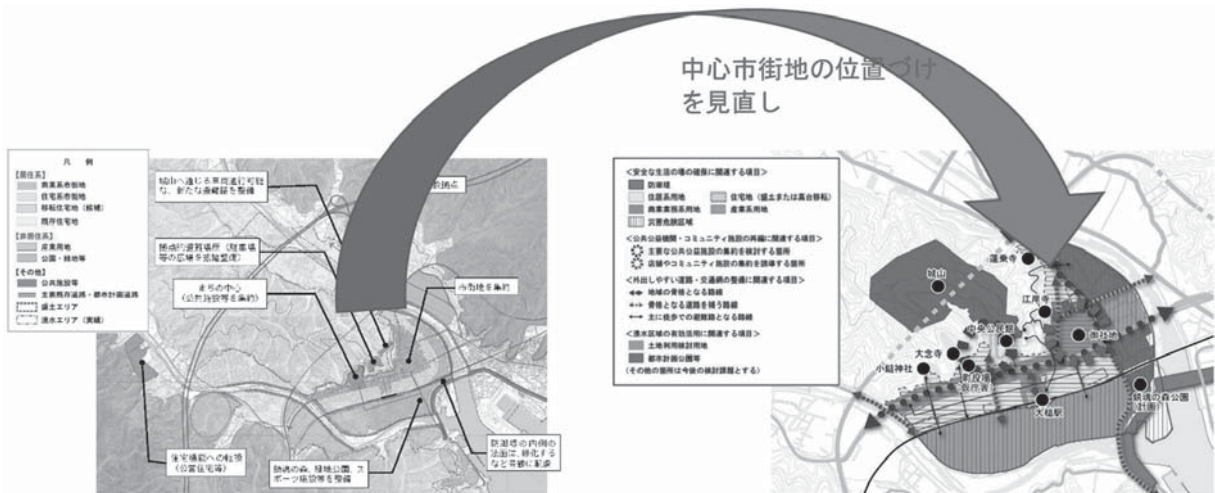 中心市街地の位置づけ
を見直し
凡 例
【居住系】
商業系市街地
住宅系市街地
移転住宅地（候補）
既存住宅地
【非居住系】
産業用地
公園・緑地等
【その他】
公共施設等
主要既存道路・都市計画道路
盛土エリア
浸水エリア（実績）
城山へ通じる車両通行可能
な、新たな避難路を整備
拠点的避難場所（駐車場
等の広場を隣接整備）
まちの中心
（公共施設等を集約）
市街地を集約
住宅機能への転換
（公営住宅等）
鎮魂の森、緑地公園、ス
ポーツ施設等を整備
防潮堤の内側の
法面は、緑化する
など景観に配慮
＜安全な生活の場の確保に関連する項目＞
防潮堤
住居系用地
住宅地（盛土または高台移転）
商業業務系用地
産業系用地
災害危険区域
＜公共公益機関・コミュニティ施設の再編に関連する項目＞
主要な公共公益施設の集約を検討する箇所
店舗やコミュニティ施設の集約を誘導する箇所
＜外出しやすい道路・交通網の整備に関連する項目＞
地域の骨格となる路線
骨格となる道路を補う路線
主に徒歩での避難路となる路線
＜浸水区域の有効活用に関連する項目＞
土地利用検討用地
都市計画公園等
（その他の箇所は今後の検討課題とする）
蓮乗寺
城山
江岸寺
中央公民館
御社地
大念寺
小鎚神社
町役場
仮庁舎
大槌駅
鎮魂の森公園
（計画）